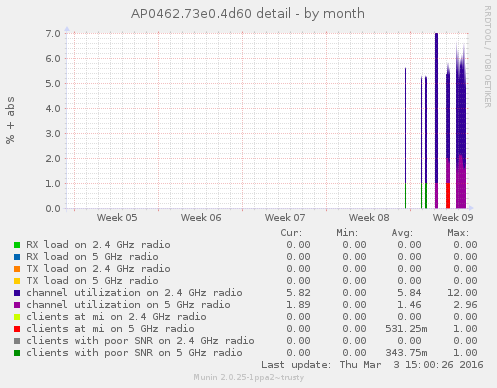 AP0462.73e0.4d60 detail - by month
RRDTOOL / TOBI OETIKER
% + abs
7.0
6.0
5.0
4.0
3.0
2.0
1.0
0.0
Week 05 Week 06 Week 07 Week 08 Week 09
Cur: Min: Avg: Max:
RX load on 2.4 GHz radio 0.00 0.00 0.00 0.00
RX load on 5 GHz radio 0.00 0.00 0.00 0.00
TX load on 2.4 GHz radio 0.00 0.00 0.00 0.00
TX load on 5 GHz radio 0.00 0.00 0.00 0.00
channel utilization on 2.4 GHz radio 5.82 0.00 5.84 12.00
channel utilization on 5 GHz radio 1.89 0.00 1.46 2.96
clients at mi on 2.4 GHz radio 0.00 0.00 0.00 0.00
clients at mi on 5 GHz radio 0.00 0.00 531.25m 1.00
clients with poor SNR on 2.4 GHz radio 0.00 0.00 0.00 0.00
clients with poor SNR on 5 GHz radio 0.00 0.00 343.75m 1.00
Last update: Thu Mar 3 15:00:26 2016
Munin 2.0.25-1ppa2~trusty